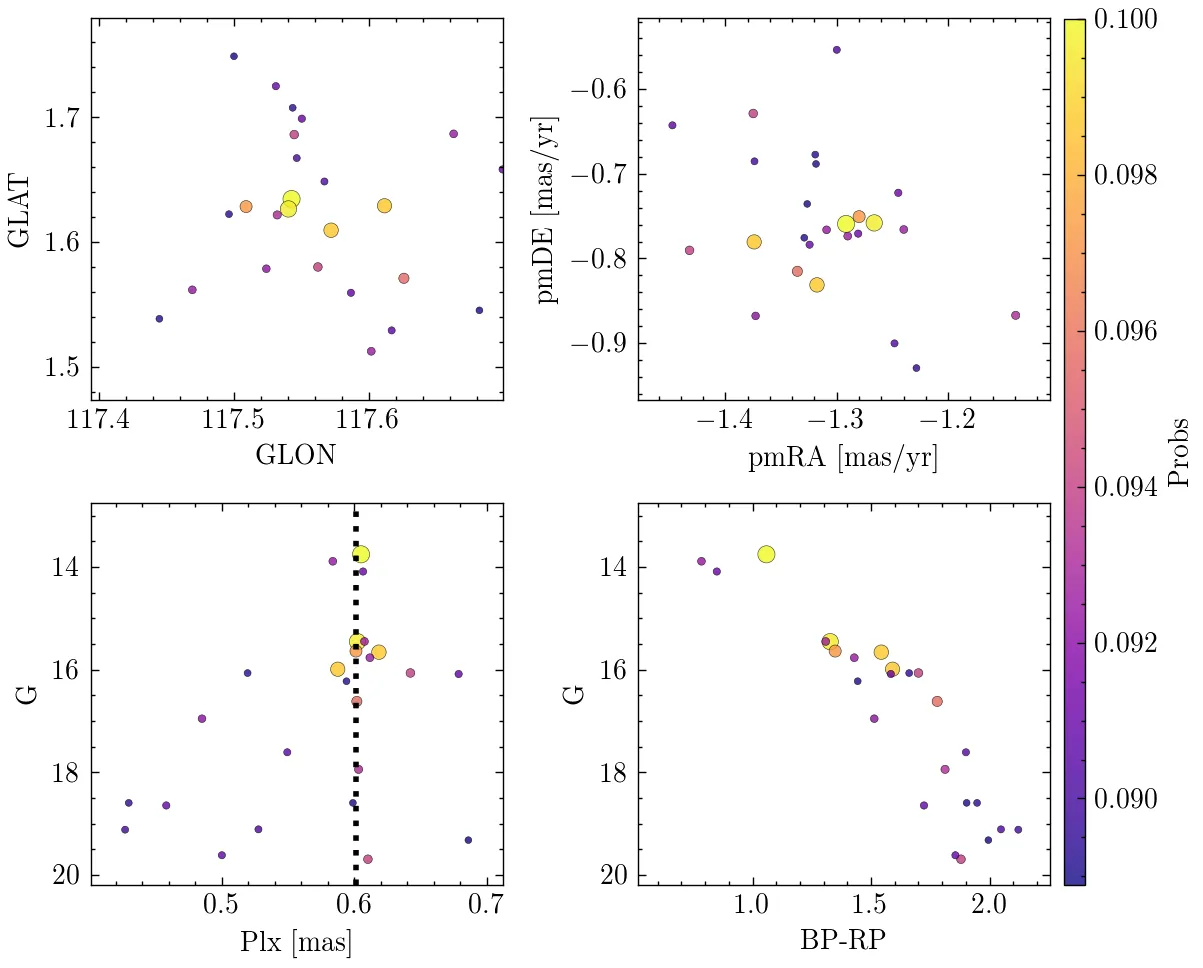 1.7
1.6
1.5
GLAT
117.4 117.5 117.6
GLON
−0.6
−0.7
−0.8
−0.9
pmDE [mas/yr]
−1.4 −1.3 −1.2
pmRA [mas/yr]
14
16
18
20
G
0.5 0.6 0.7
Plx [mas]
14
16
18
20
G
1.0 1.5 2.0
BP-RP
0.100
0.098
0.096
0.094
0.092
0.090
Probs